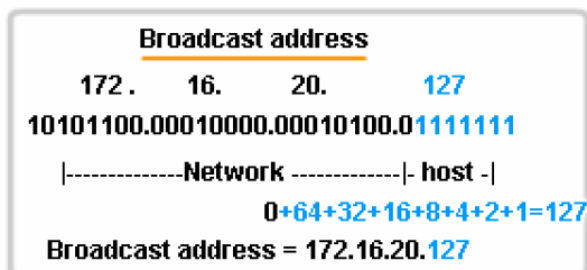 Broadcast address
172. 16. 20. 127
10101100.00010000.00010100.01111111
|-------------Network -------------|- host -|
0+64+32+16+8+4+2+1=127
Broadcast address = 172.16.20.127